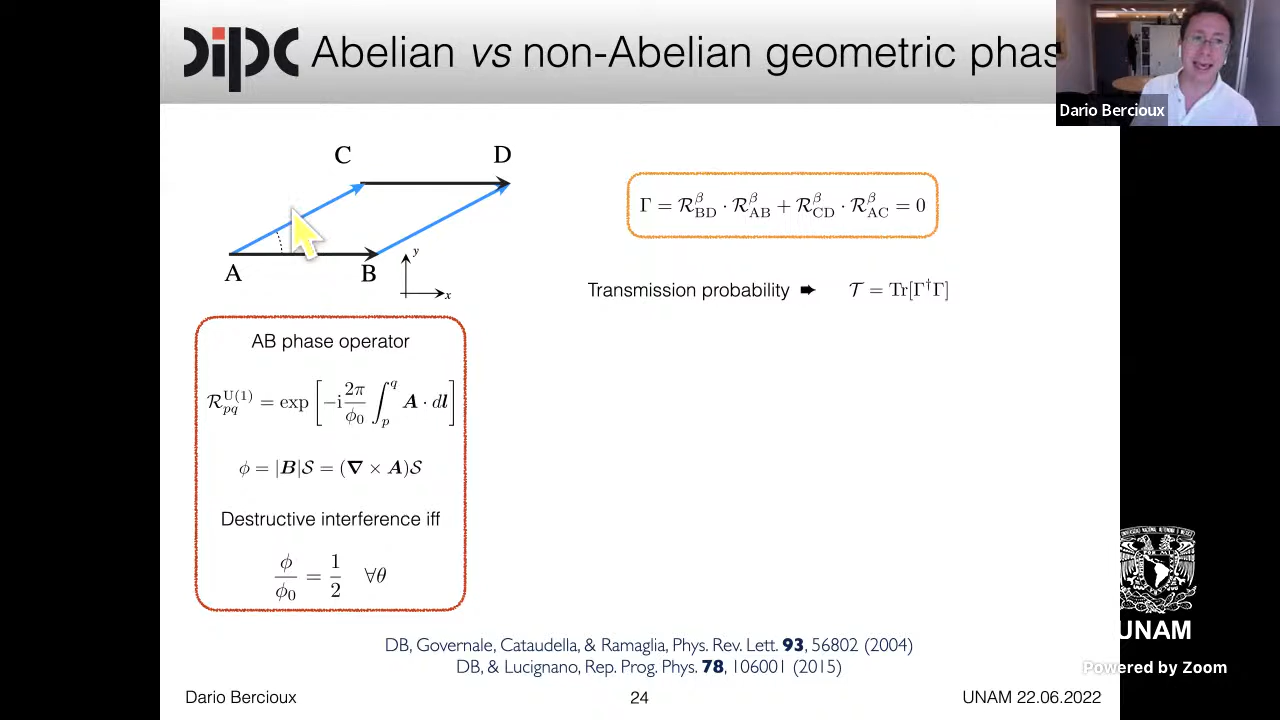 dipc Abelian vs non-Abelian geometric phas
Dario Bercioux
C D
A B
y
x
Γ = ℛ^β_BD · ℛ^β_AB + ℛ^β_CD · ℛ^β_AC = 0
Transmission probability ➨ 𝒯 = Tr[Γ†Γ]
AB phase operator
ℛ^U(1)_pq = exp[−i 2π/ϕ₀ ∫_p^q A · dl]
ϕ = |B|𝒮 = (∇ × A)𝒮
Destructive interference iff
ϕ/ϕ₀ = 1/2 ∀θ
UNAM
Powered by Zoom
DB, Governale, Cataudella, & Ramaglia, Phys. Rev. Lett. 93, 56802 (2004)
DB, & Lucignano, Rep. Prog. Phys. 78, 106001 (2015)
Dario Bercioux 24 UNAM 22.06.2022